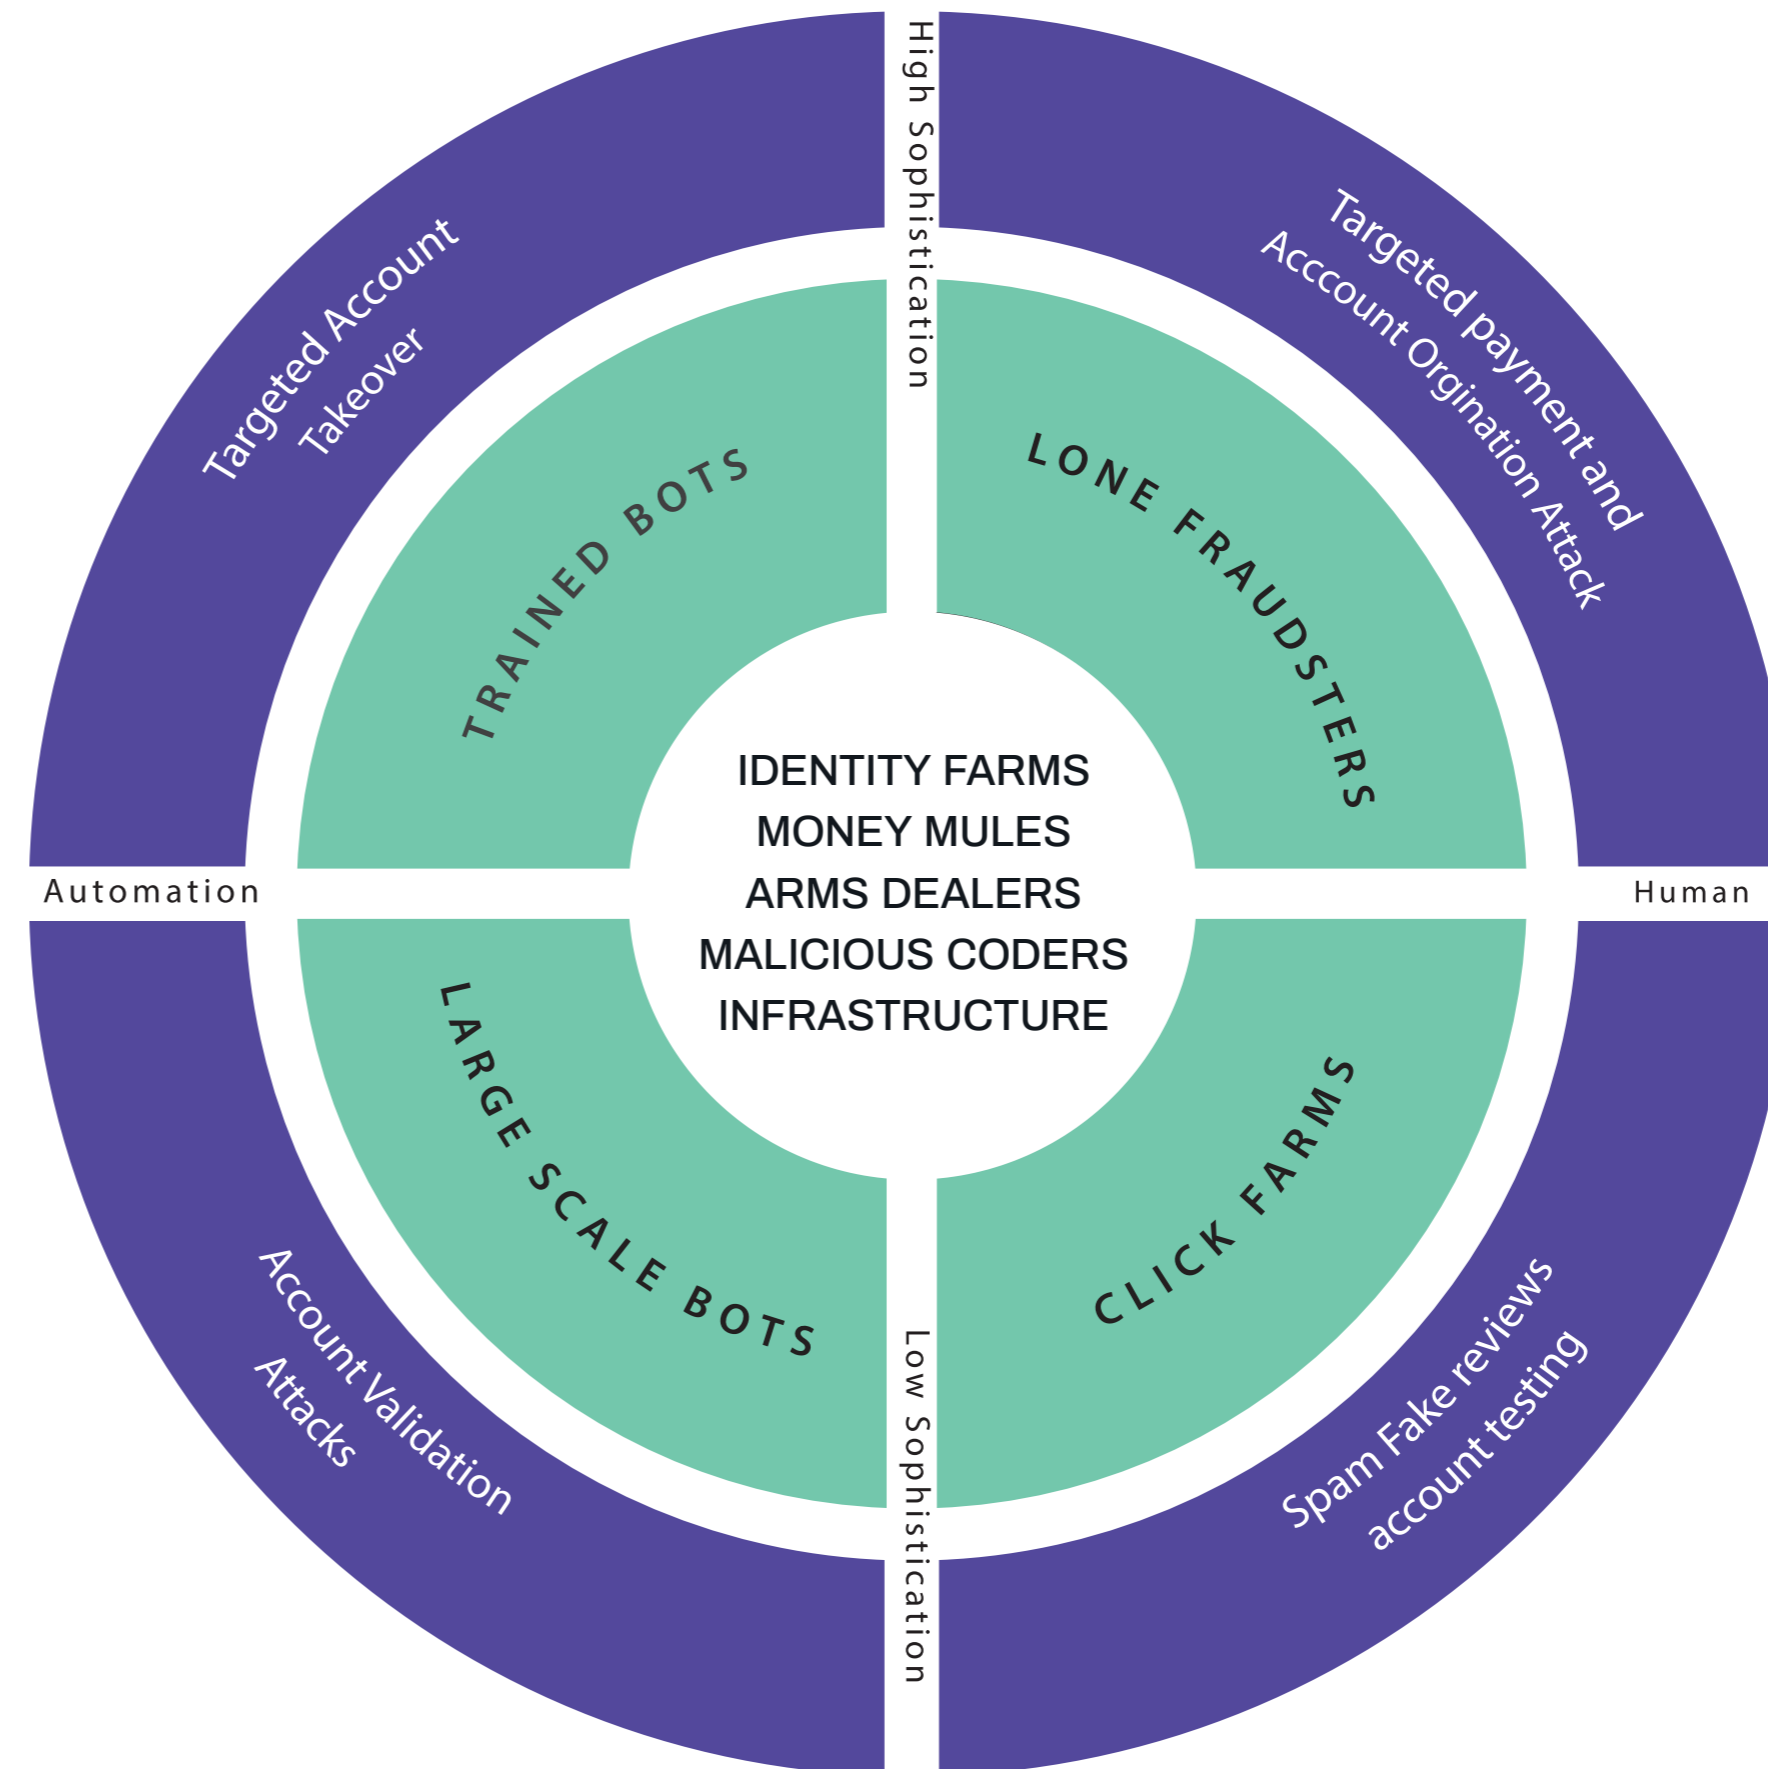 High Sophistication
Targeted Account
Takeover
Targeted payment and
Acccount Orgination Attack
TRAINED BOTS
LONE FRAUDSTERS
IDENTITY FARMS
MONEY MULES
ARMS DEALERS
MALICIOUS CODERS
INFRASTRUCTURE
Automation
Human
LARGE SCALE BOTS
CLICK FARMS
Account Validation
Attacks
Spam Fake reviews
account testing
Low Sophistication